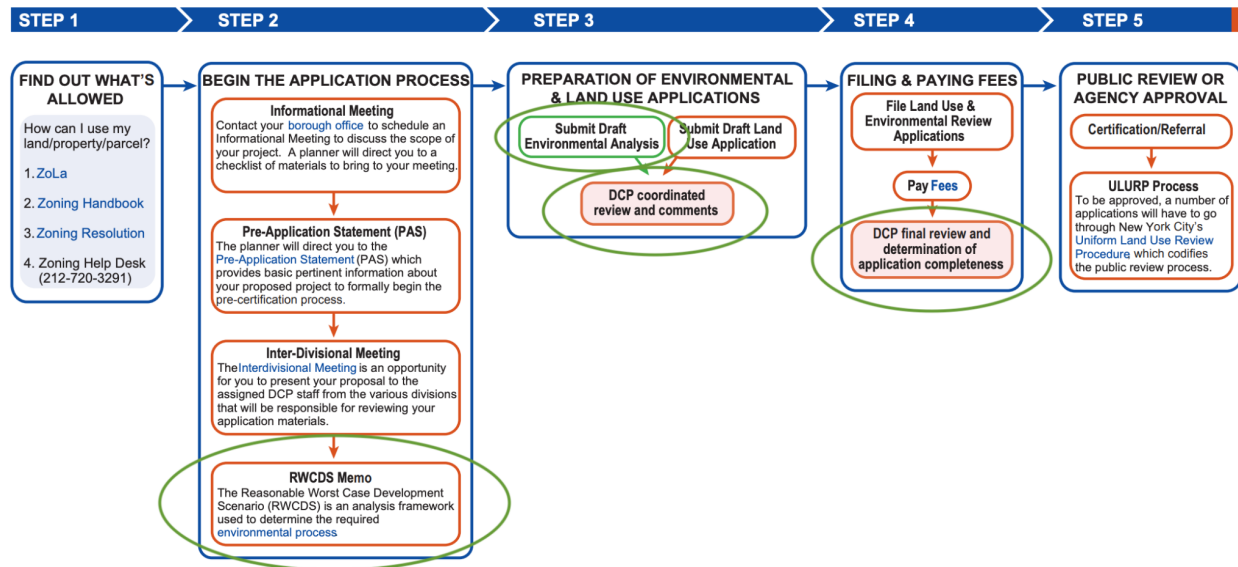 STEP 1
STEP 2
STEP 3
STEP 4
STEP 5
FIND OUT WHAT'S
ALLOWED
How can I use my
land/property/parcel?
1. ZoLa
2. Zoning Handbook
3. Zoning Resolution
4. Zoning Help Desk
(212-720-3291)
BEGIN THE APPLICATION PROCESS
Informational Meeting
Contact your borough office to schedule an
Informational Meeting to discuss the scope of
your project. A planner will direct you to a
checklist of materials to bring to your meeting.
Pre-Application Statement (PAS)
The planner will direct you to the
Pre-Application Statement (PAS) which
provides basic pertinent information about
your proposed project to formally begin the
pre-certification process.
Inter-Divisional Meeting
The Interdivisional Meeting is an opportunity
for you to present your proposal to the
assigned DCP staff from the various divisions
that will be responsible for reviewing your
application materials.
RWCDS Memo
The Reasonable Worst Case Development
Scenario (RWCDS) is an analysis framework
used to determine the required
environmental process.
PREPARATION OF ENVIRONMENTAL
& LAND USE APPLICATIONS
Submit Draft
Environmental Analysis
Submit Draft Land
Use Application
DCP coordinated
review and comments
FILING & PAYING FEES
File Land Use &
Environmental Review
Applications
Pay Fees
DCP final review and
determination of
application completeness
PUBLIC REVIEW OR
AGENCY APPROVAL
Certification/Referral
ULURP Process
To be approved, a number of
applications will have to go
through New York City's
Uniform Land Use Review
Procedure, which codifies
the public review process.